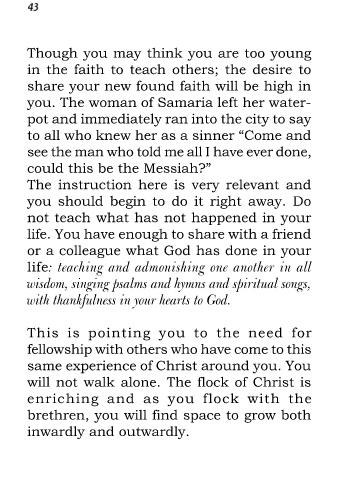 43
Though you may think you are too young
in the faith to teach others; the desire to
share your new found faith will be high in
you. The woman of Samaria left her water-
pot and immediately ran into the city to say
to all who knew her as a sinner “Come and
see the man who told me all I have ever done,
could this be the Messiah?”
The instruction here is very relevant and
you should begin to do it right away. Do
not teach what has not happened in your
life. You have enough to share with a friend
or a colleague what God has done in your
life: teaching and admonishing one another in all
wisdom, singing psalms and hymns and spiritual songs,
with thankfulness in your hearts to God.
This is pointing you to the need for
fellowship with others who have come to this
same experience of Christ around you. You
will not walk alone. The flock of Christ is
enriching and as you flock with the
brethren, you will find space to grow both
inwardly and outwardly.